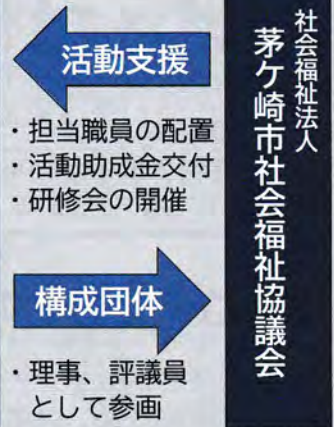 社会福祉法人
茅ケ崎市社会福祉協議会
活動支援
・担当職員の配置
・活動助成金交付
・研修会の開催
構成団体
・理事、評議員
として参画